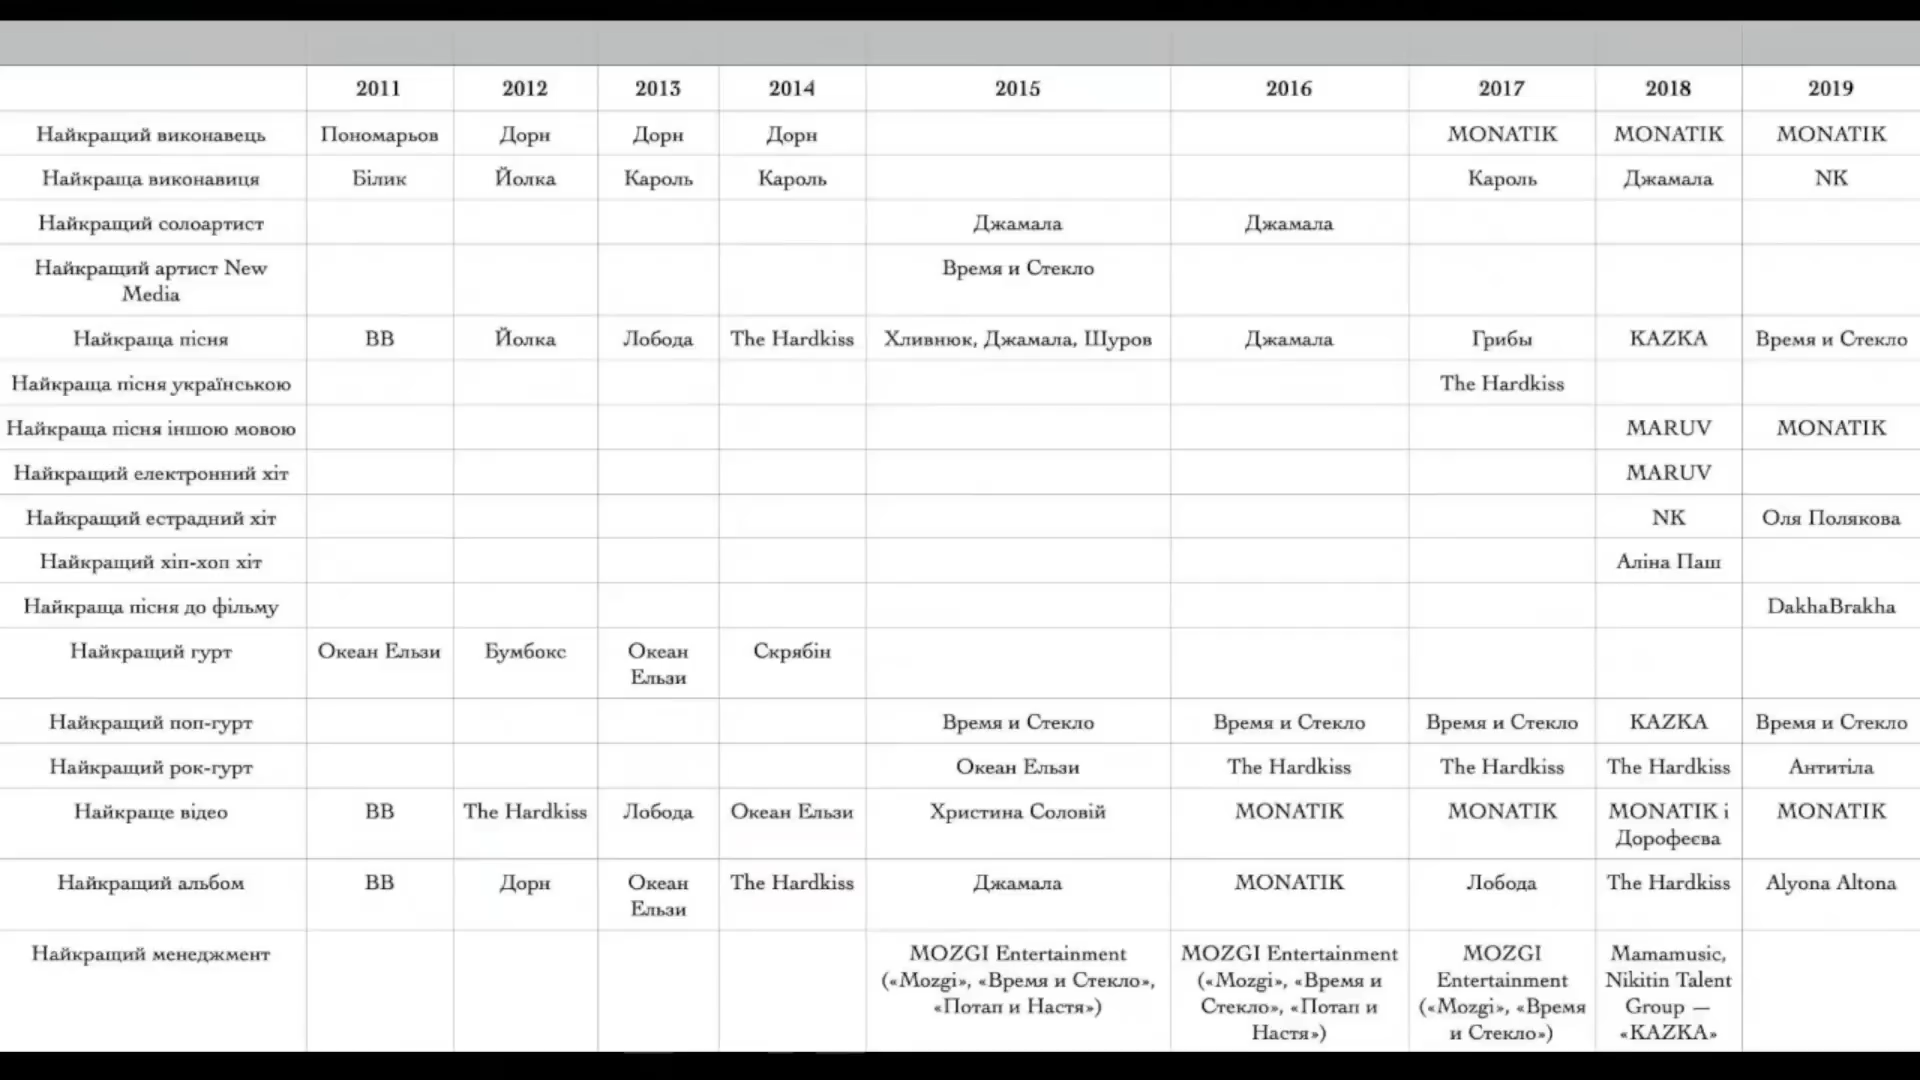 2011 2012 2013 2014 2015 2016 2017 2018 2019
Найкращий виконавець Пономарьов Дорн Дорн Дорн MONATIK MONATIK MONATIK
Найкраща виконавиця Білик Йолка Кароль Кароль Кароль Джамала NK
Найкращий солоартист Джамала Джамала
Найкращий артист New Время и Стекло
Media
Найкраща пісня ВВ Йолка Лобода The Hardkiss Хливнюк, Джамала, Шуров Джамала Грибы KAZKA Время и Стекло
Найкраща пісня українською The Hardkiss
Найкраща пісня іншою мовою MARUV MONATIK
Найкращий електронний хіт MARUV
Найкращий естрадний хіт NK Оля Полякова
Найкращий хіп-хоп хіт Аліна Паш
Найкраща пісня до фільму DakhaBrakha
Найкращий гурт Океан Ельзи Бумбокс Океан Скрябін
Ельзи
Найкращий поп-гурт Время и Стекло Время и Стекло Время и Стекло KAZKA Время и Стекло
Найкращий рок-гурт Океан Ельзи The Hardkiss The Hardkiss The Hardkiss Антитіла
Найкраще відео ВВ The Hardkiss Лобода Океан Ельзи Христина Соловій MONATIK MONATIK MONATIK і MONATIK
Дорофеєва
Найкращий альбом ВВ Дорн Океан The Hardkiss Джамала MONATIK Лобода The Hardkiss Alyona Altona
Ельзи
Найкращий менеджмент MOZGI Entertainment MOZGI Entertainment MOZGI Mamamusic,
(«Mozgi», «Время и Стекло», («Mozgi», «Время и Entertainment Nikitin Talent
«Потап и Настя») Стекло», «Потап и («Mozgi», «Время Group —
Настя») и Стекло») «KAZKA»